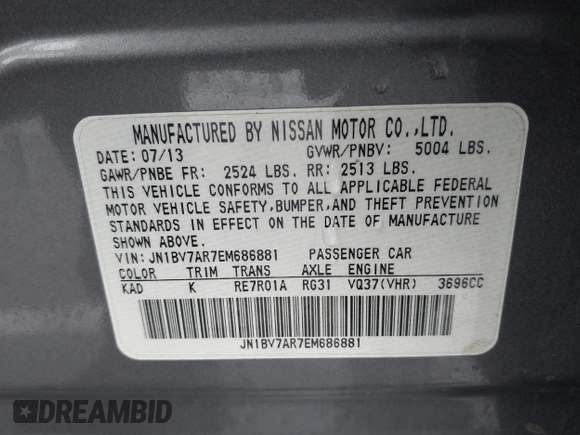 MANUFACTURED BY NISSAN MOTOR CO.,LTD.
DATE: 07/13 GVWR/PNBV: 5004 LBS.
GAWR/PNBE FR: 2524 LBS. RR: 2513 LBS.
THIS VEHICLE CONFORMS TO ALL APPLICABLE FEDERAL
MOTOR VEHICLE SAFETY,BUMPER,AND THEFT PREVENTION
STANDARDS IN EFFECT ON THE DATE OF MANUFACTURE
SHOWN ABOVE.
VIN: JN1BV7AR7EM686881 PASSENGER CAR
COLOR TRIM TRANS AXLE ENGINE
KAD K RE7R01A RG31 VQ37(VHR) 3696CC
JN1BV7AR7EM686881
DREAMBID